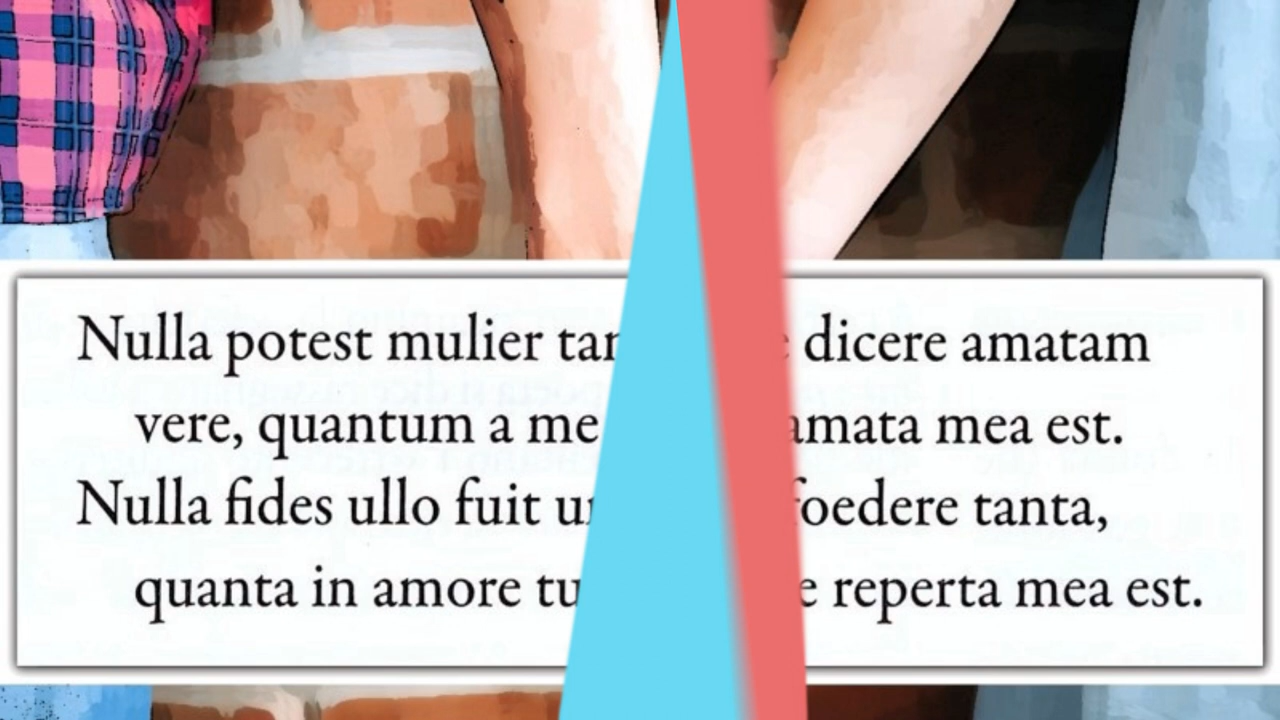 Nulla potest mulier dicere amatam
vere, quantum a me amata mea est.
Nulla fides ullo fuit foedere tanta,
quanta in amore reperta mea est.